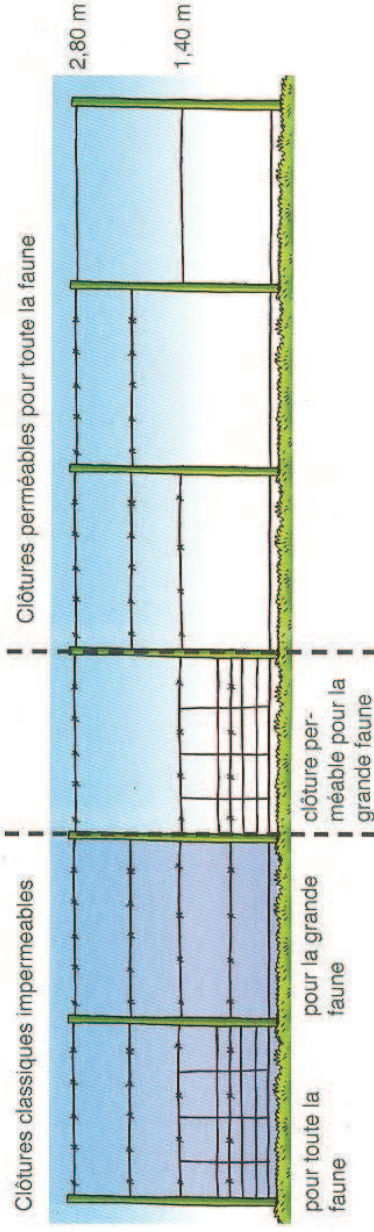 Clôtures classiques imperméables
Clôtures perméables pour toute la faune
2,80 m
1,40 m
pour toute la
faune
pour la grande
faune
clôture per-
méable pour la
grande faune